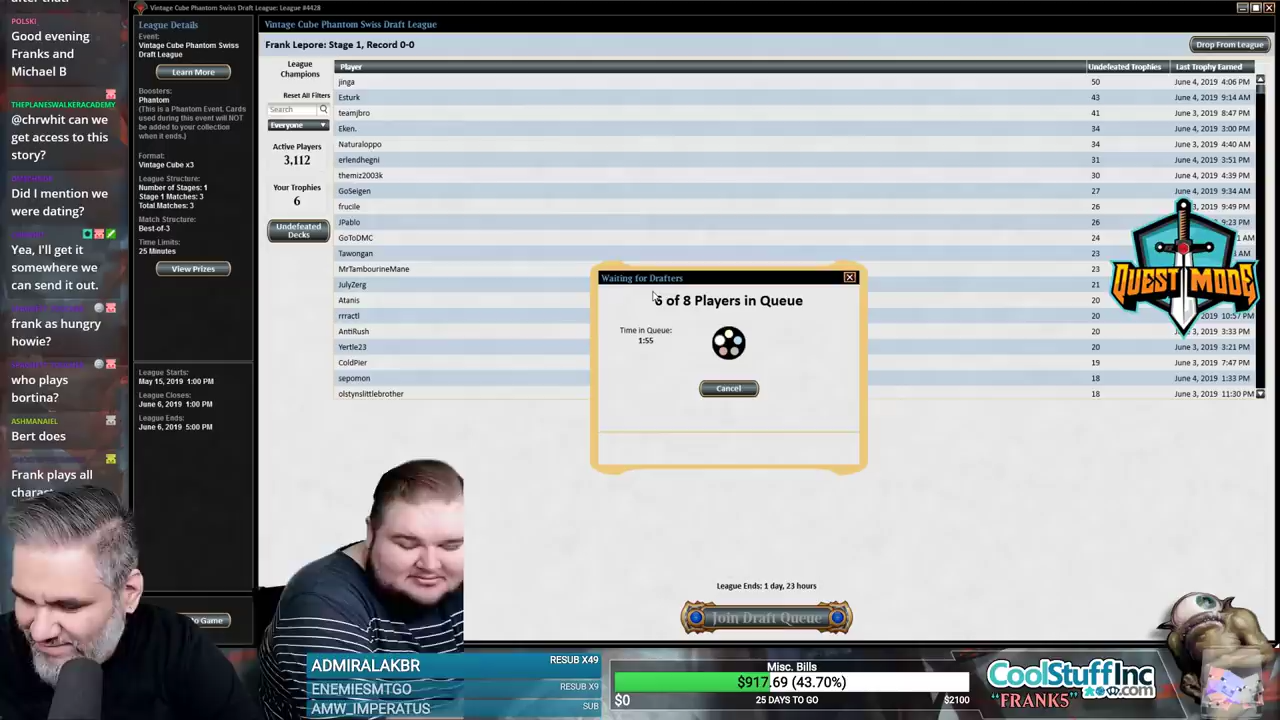 after that?
POLSKI
Good evening
Franks and
Michael B
THEPLANESWALKERACADEMY
@chrwhit can we
get access to this
story?
Did I mention we
were dating?
Yea, I'll get it
somewhere we
can send it out.
frank as hungry
howie?
who plays
bortina?
ASHMANAIEL
Bert does
Frank plays all
Vintage Cube Phantom Swiss Draft League: League #4428
League Details
Event:
Vintage Cube Phantom Swiss
Draft League
Learn More
Boosters:
Phantom
(This is a Phantom Event. Cards
used during this event will NOT
be added to your collection
when it ends.)
Format:
Vintage Cube x3
League Structure:
Number of Stages: 1
Stage 1 Matches: 3
Total Matches: 3
Match Structure:
Best-of-3
Time Limits:
25 Minutes
View Prizes
League Starts:
May 15, 2019 1:00 PM
League Closes:
June 6, 2019 1:00 PM
League Ends:
June 6, 2019 5:00 PM
to Game
Vintage Cube Phantom Swiss Draft League
Frank Lepore: Stage 1, Record 0-0
Drop From League
League
Champions
Reset All Filters
Search
Everyone
Active Players
3,112
Your Trophies
6
Undefeated
Decks
Player Undefeated Trophies Last Trophy Earned
jinga 50 June 4, 2019 4:06 PM
Esturk 43 June 4, 2019 9:14 AM
teamjbro 41 June 3, 2019 8:47 PM
Eken. 34 June 4, 2019 3:00 PM
Naturaloppo 34 June 3, 2019 4:40 AM
erlendhegni 31 June 4, 2019 3:51 PM
themiz2003k 30 June 4, 2019 4:39 PM
GoSeigen 27 June 4, 2019 9:34 AM
frucile 26 3, 2019 9:49 PM
JPablo 26 9:23 PM
GoToDMC 24 1 AM
Tawongan 23 AM
MrTambourineMane 23
JulyZerg 21
Atanis 20
rrractl 20 10:57 PM
AntiRush 20 June 3, 2019 3:33 PM
Yertle23 20 June 3, 2019 3:21 PM
ColdPier 19 June 3, 2019 7:47 PM
sepomon 18 June 4, 2019 1:33 PM
olstynslittlebrother 18 June 3, 2019 11:30 PM
Waiting for Drafters
of 8 Players in Queue
Time in Queue:
1:55
Cancel
QUEST MODE
League Ends: 1 day, 23 hours
Join Draft Queue
ADMIRALAKBR RESUB X49
ENEMIESMTGO RESUB X9
AMW_IMPERATUS SUB
Misc. Bills
$917.69 (43.70%)
$0 25 DAYS TO GO $2100
CoolStuffInc
.com
"FRANK5"